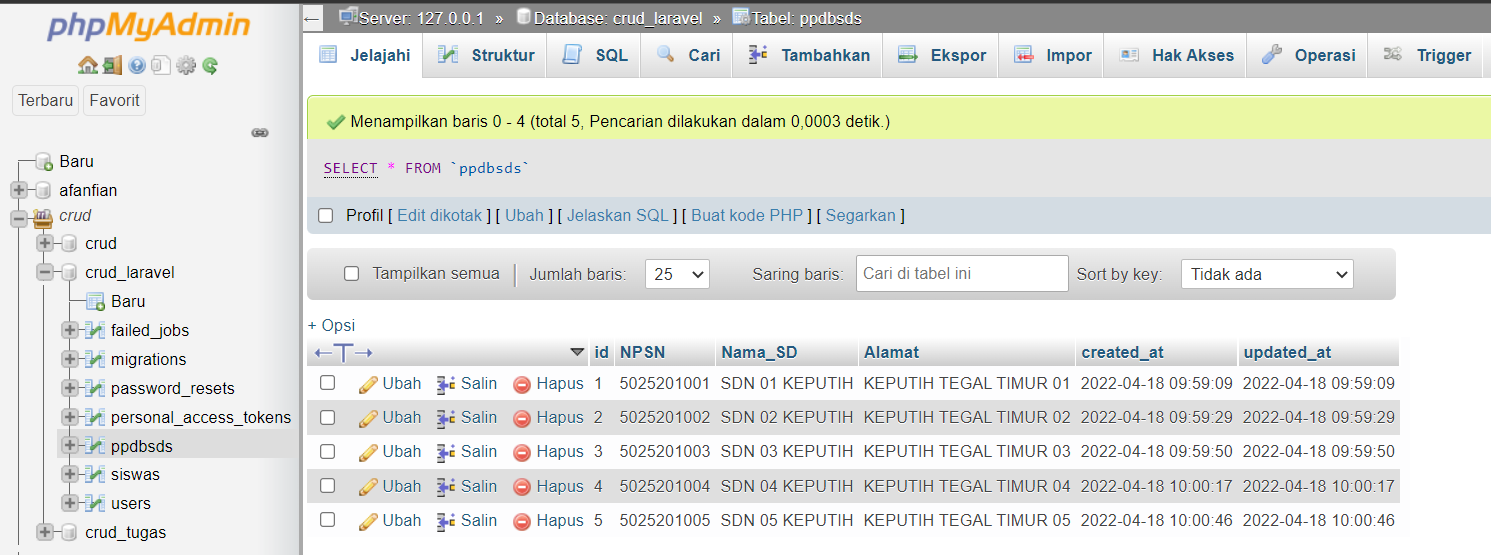 phpMyAdmin
Terbaru Favorit
Baru
afanfian
crud
crud
crud_laravel
Baru
failed_jobs
migrations
password_resets
personal_access_tokens
ppdbsds
siswas
users
crud_tugas
Server: 127.0.0.1 » Database: crud_laravel » Tabel: ppdbsds
Jelajahi Struktur SQL Cari Tambahkan Ekspor Impor Hak Akses Operasi Trigger
Menampilkan baris 0 - 4 (total 5, Pencarian dilakukan dalam 0,0003 detik.)
SELECT * FROM `ppdbsds`
Profil [ Edit dikotak ] [ Ubah ] [ Jelaskan SQL ] [ Buat kode PHP ] [ Segarkan ]
Tampilkan semua Jumlah baris: 25 Saring baris: Cari di tabel ini Sort by key: Tidak ada
+ Opsi
←T→ id NPSN Nama_SD Alamat created_at updated_at
Ubah Salin Hapus 1 5025201001 SDN 01 KEPUTIH KEPUTIH TEGAL TIMUR 01 2022-04-18 09:59:09 2022-04-18 09:59:09
Ubah Salin Hapus 2 5025201002 SDN 02 KEPUTIH KEPUTIH TEGAL TIMUR 02 2022-04-18 09:59:29 2022-04-18 09:59:29
Ubah Salin Hapus 3 5025201003 SDN 03 KEPUTIH KEPUTIH TEGAL TIMUR 03 2022-04-18 09:59:50 2022-04-18 09:59:50
Ubah Salin Hapus 4 5025201004 SDN 04 KEPUTIH KEPUTIH TEGAL TIMUR 04 2022-04-18 10:00:17 2022-04-18 10:00:17
Ubah Salin Hapus 5 5025201005 SDN 05 KEPUTIH KEPUTIH TEGAL TIMUR 05 2022-04-18 10:00:46 2022-04-18 10:00:46